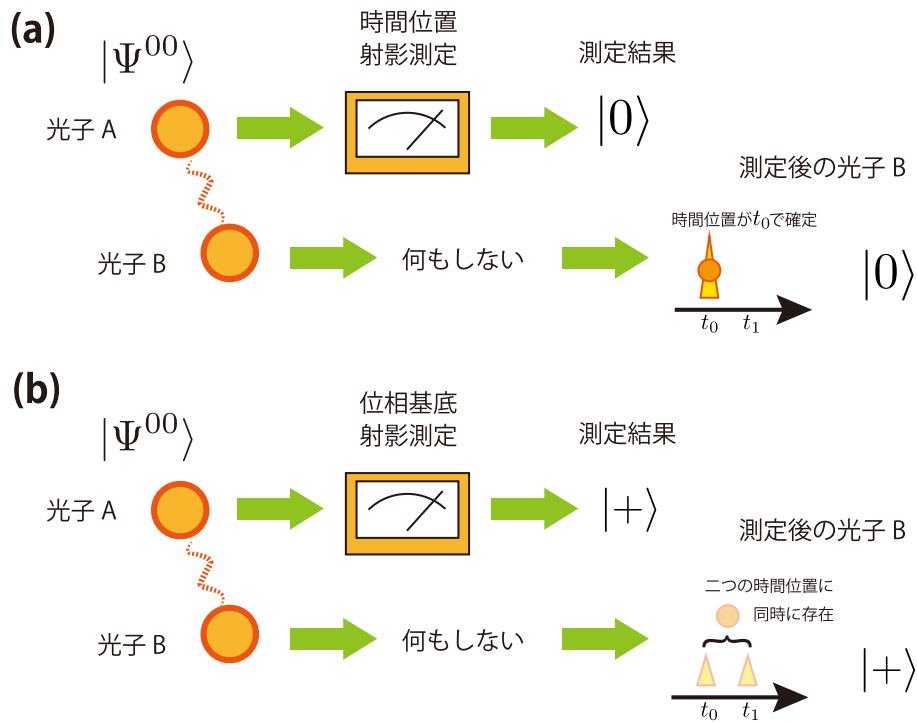 (a)
|Ψ⁰⁰⟩
時間位置
射影測定
測定結果
光子 A
|0⟩
測定後の光子 B
時間位置がt₀で確定
光子 B
何もしない
|0⟩
t₀ t₁
(b)
|Ψ⁰⁰⟩
位相基底
射影測定
測定結果
光子 A
|+⟩
測定後の光子 B
二つの時間位置に
同時に存在
光子 B
何もしない
|+⟩
t₀ t₁